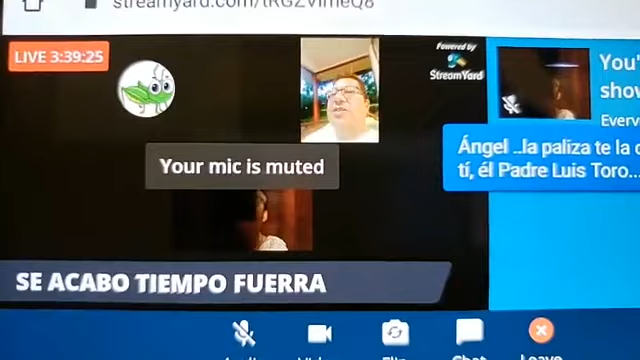 streamyard.com/tRGZVimeQ8
LIVE 3:39:25
Powered by
StreamYard
You'
sho
Every
Your mic is muted
Ángel ..la paliza te la
tí, él Padre Luis Toro...
SE ACABO TIEMPO FUERRA
Chat
Leave